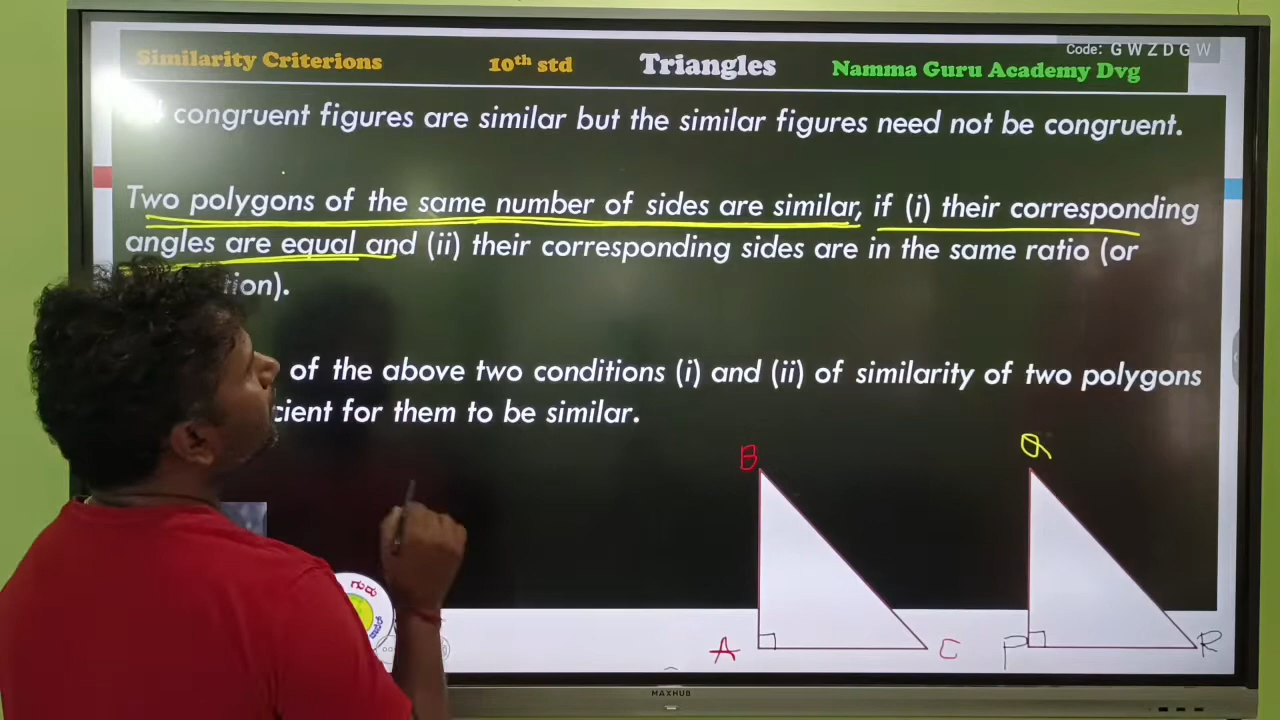 Code: G W Z D G W
Similarity Criterions 10th std Triangles Namma Guru Academy Dvg
congruent figures are similar but the similar figures need not be congruent.
Two polygons of the same number of sides are similar, if (i) their corresponding
angles are equal and (ii) their corresponding sides are in the same ratio (or
of the above two conditions (i) and (ii) of similarity of two polygons
for them to be similar.
B
Q
A
C
P
R
MAXHUB